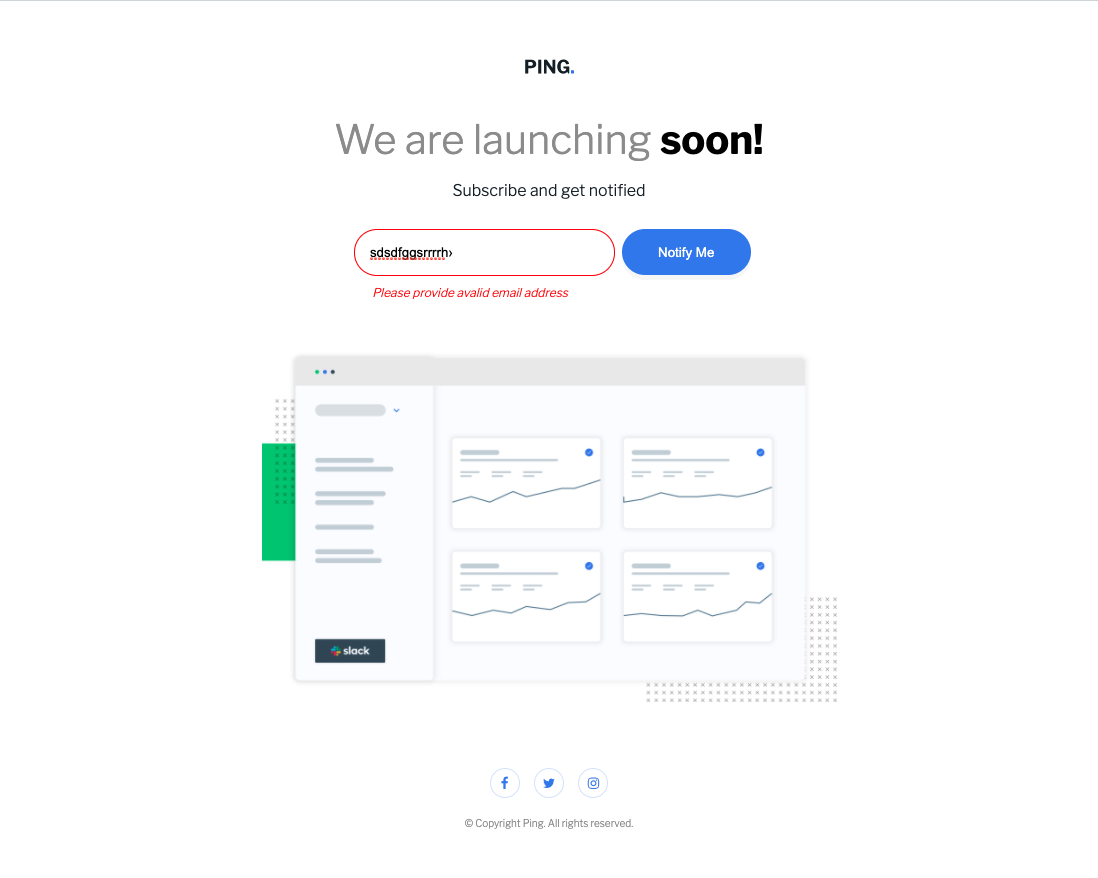 PING.
We are launching soon!
Subscribe and get notified
sdsdfggsrrrrh›
Notify Me
Please provide avalid email address
slack
© Copyright Ping. All rights reserved.